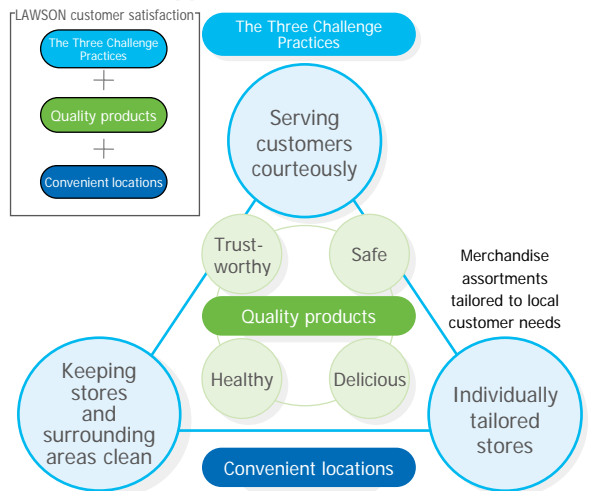 LAWSON customer satisfaction
The Three Challenge
Practices
+
Quality products
+
Convenient locations
The Three Challenge
Practices
Serving
customers
courteously
Trust-
worthy
Safe
Merchandise
assortments
tailored to local
customer needs
Quality products
Healthy
Delicious
Keeping
stores
and
surrounding
areas clean
Individually
tailored
stores
Convenient locations